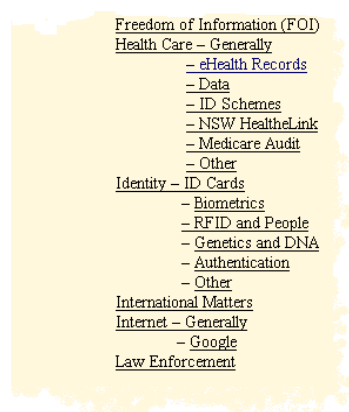 Freedom of Information (FOI)
Health Care – Generally
– eHealth Records
– Data
– ID Schemes
– NSW HealtheLink
– Medicare Audit
– Other
Identity – ID Cards
– Biometrics
– RFID and People
– Genetics and DNA
– Authentication
– Other
International Matters
Internet – Generally
– Google
Law Enforcement